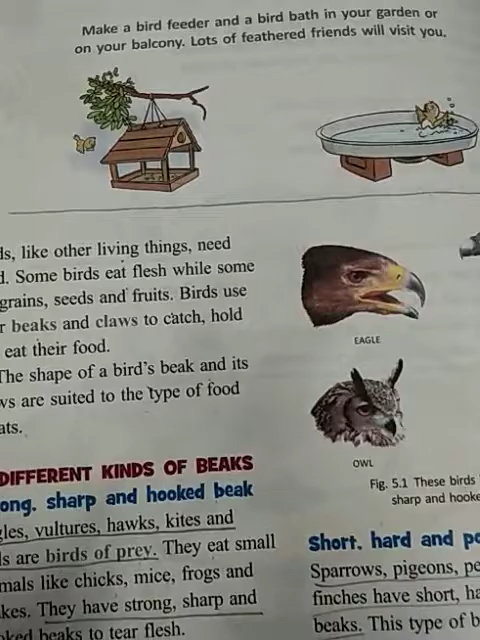 Make a bird feeder and a bird bath in your garden or
on your balcony. Lots of feathered friends will visit you.
ds, like other living things, need
d. Some birds eat flesh while some
grains, seeds and fruits. Birds use
r beaks and claws to catch, hold
eat their food.
The shape of a bird's beak and its
ws are suited to the type of food
ats.
DIFFERENT KINDS OF BEAKS
ong, sharp and hooked beak
gles, vultures, hawks, kites and
ls are birds of prey. They eat small
mals like chicks, mice, frogs and
kes. They have strong, sharp and
oked beaks to tear flesh.
EAGLE
OWL
Fig. 5.1 These birds
sharp and hooke
Short, hard and po
Sparrows, pigeons, pe
finches have short, ha
beaks. This type of b